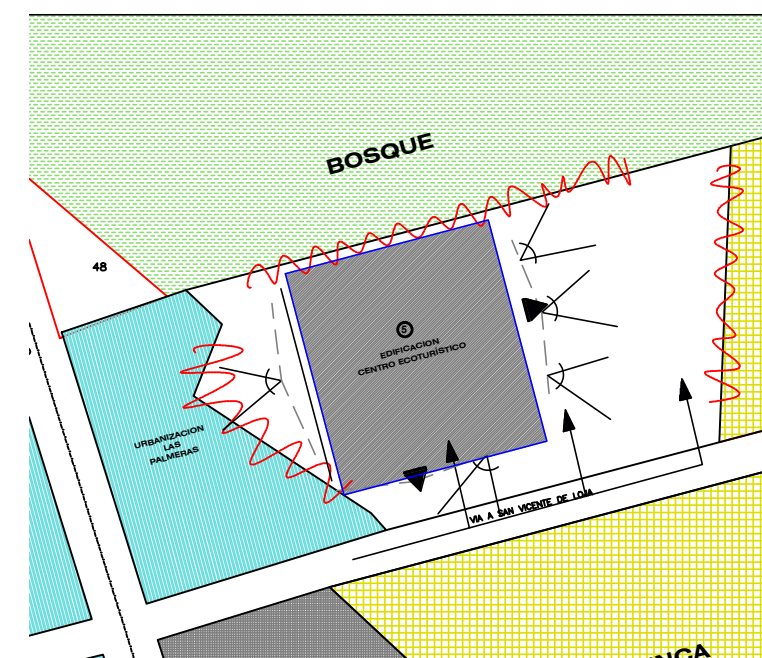 BOSQUE
48
5
EDIFICACION
CENTRO ECOTURÍSTICO
URBANIZACION
LAS
PALMERAS
VIA A SAN VICENTE DE LOJA